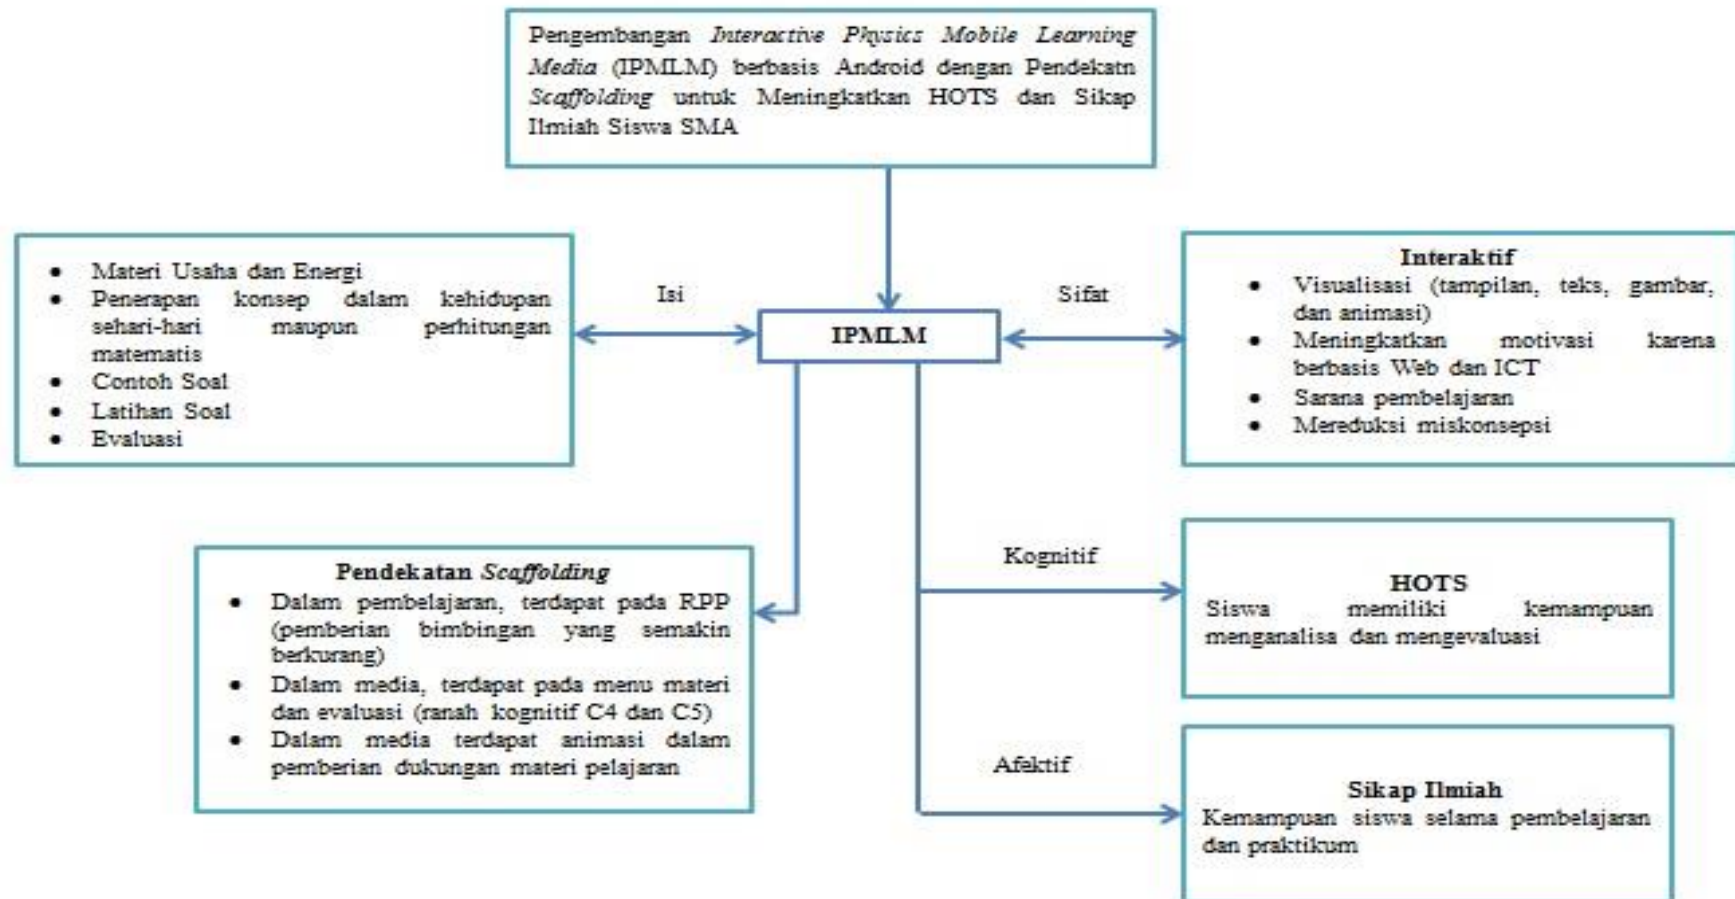 Pengembangan Interactive Physics Mobile Learning
Media (IPMLM) berbasis Android dengan Pendekatn
Scaffolding untuk Meningkatkan HOTS dan Sikap
Ilmiah Siswa SMA
• Materi Usaha dan Energi
• Penerapan konsep dalam kehidupan
sehari-hari maupun perhitungan
matematis
• Contoh Soal
• Latihan Soal
• Evaluasi
Isi
IPMLM
Sifat
Interaktif
• Visualisasi (tampilan, teks, gambar,
dan animasi)
• Meningkatkan motivasi karena
berbasis Web dan ICT
• Sarana pembelajaran
• Mereduksi miskonsepsi
Pendekatan Scaffolding
• Dalam pembelajaran, terdapat pada RPP
(pemberian bimbingan yang semakin
berkurang)
• Dalam media, terdapat pada menu materi
dan evaluasi (ranah kognitif C4 dan C5)
• Dalam media terdapat animasi dalam
pemberian dukungan materi pelajaran
Kognitif
HOTS
Siswa memiliki kemampuan
menganalisa dan mengevaluasi
Afektif
Sikap Ilmiah
Kemampuan siswa selama pembelajaran
dan praktikum